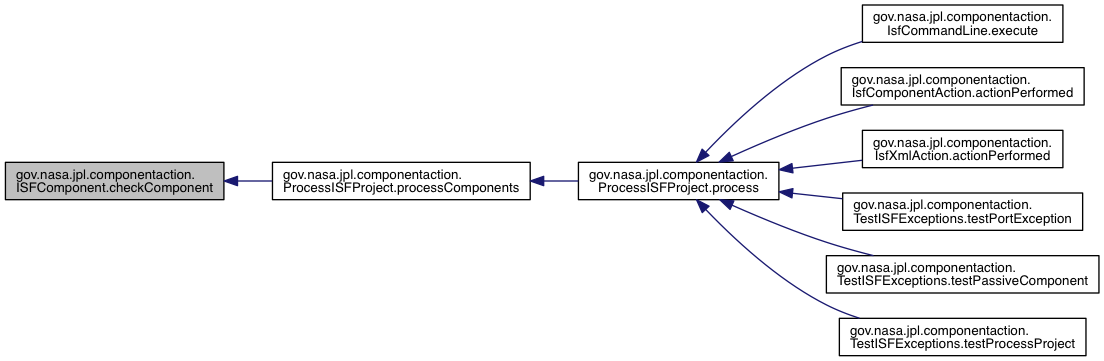 gov.nasa.jpl.componentaction.
IsfCommandLine.execute
gov.nasa.jpl.componentaction.
IsfComponentAction.actionPerformed
gov.nasa.jpl.componentaction.
IsfXmlAction.actionPerformed
gov.nasa.jpl.componentaction.
ISFComponent.checkComponent
gov.nasa.jpl.componentaction.
ProcessISFProject.processComponents
gov.nasa.jpl.componentaction.
ProcessISFProject.process
gov.nasa.jpl.componentaction.
TestISFExceptions.testPortException
gov.nasa.jpl.componentaction.
TestISFExceptions.testPassiveComponent
gov.nasa.jpl.componentaction.
TestISFExceptions.testProcessProject